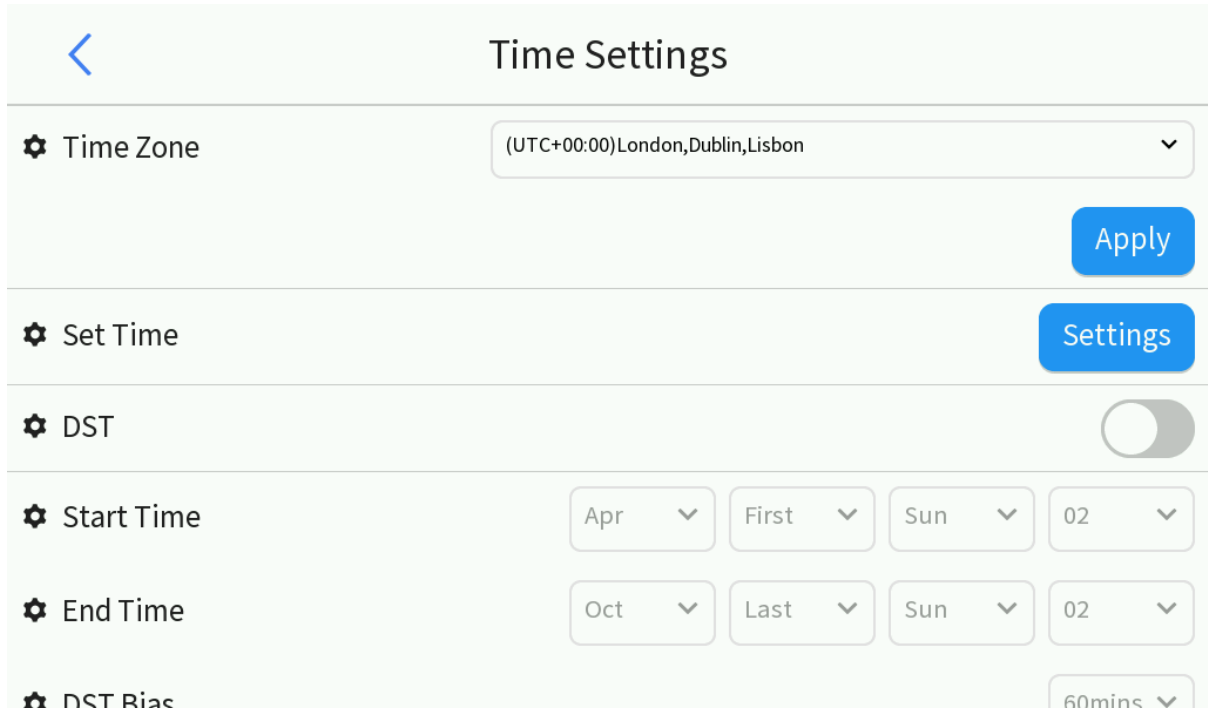 Time Settings
Time Zone (UTC+00:00)London,Dublin,Lisbon
Apply
Set Time Settings
DST
Start Time Apr First Sun 02
End Time Oct Last Sun 02
DST Bias 60mins